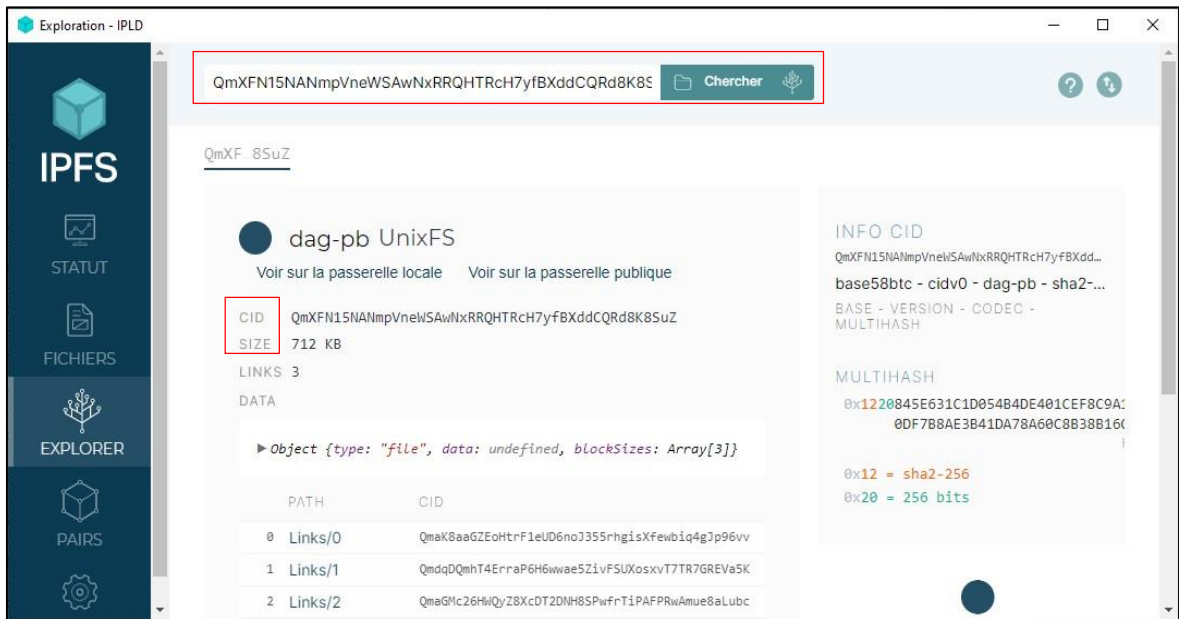 Exploration - IPLD
QmXFN15NANmpVneWSAwNxRRQHTRcH7yfBXddCQRd8K8S
Chercher
IPFS
STATUT
FICHIERS
EXPLORER
PAIRS
QmXF…8SuZ
dag-pb UnixFS
Voir sur la passerelle locale Voir sur la passerelle publique
CID QmXFN15NANmpVneWSAwNxRRQHTRcH7yfBXddCQRd8K8SuZ
SIZE 712 KB
LINKS 3
DATA
Object {type: "file", data: undefined, blockSizes: Array[3]}
PATH CID
0 Links/0 QmaK8aaGZEoHtrF1eUD6noJ355rhgisXfewbiq4gJp96vv
1 Links/1 QmdqDQmhT4ErraP6H6wwae5ZivFSUXosxvT7TR7GREVa5K
2 Links/2 QmaGMc26HWQyZ8XcDT2DNH8SPwfrTiPAFPRwAmue8aLubc
INFO CID
QmXFN15NANmpVneWSAwNxRRQHTRcH7yfBXdd…
base58btc - cidv0 - dag-pb - sha2-...
BASE - VERSION - CODEC -
MULTIHASH
MULTIHASH
0x1220845E631C1D054B4DE401CEF8C9A1
0DF7B8AE3B41DA78A60C8B38B16
0x12 = sha2-256
0x20 = 256 bits